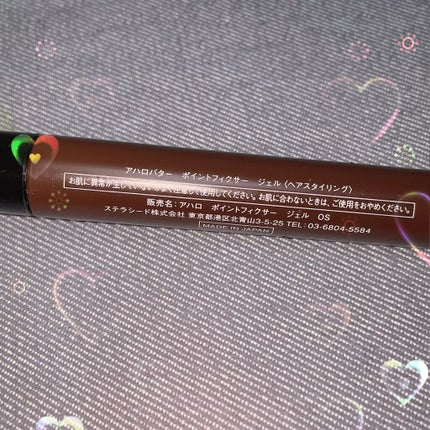 アハロバター　ポイントフィクサー　ジェル〈ヘアスタイリング〉
お肌に異常が生じていないかよく注意して使用してください。お肌に合わないときは、ご使用をおやめください。
販売名：アハロ　ポイントフィクサー　ジェル　OS
ステラシード株式会社 東京都港区北青山3-5-25 TEL: 03-6804-5584
MADE IN JAPAN